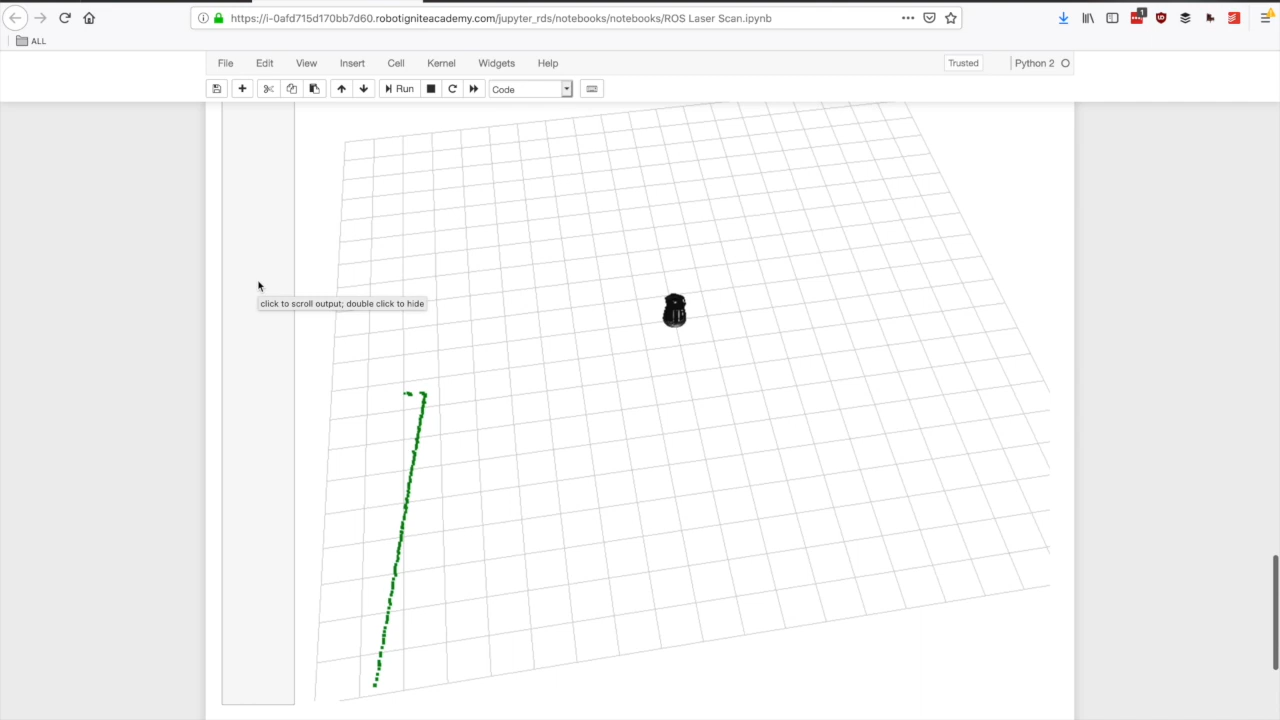 https://i-0afd715d170bb7d60.robotigniteacademy.com/jupyter_rds/notebooks/notebooks/ROS Laser Scan.ipynb
1
ALL
File Edit View Insert Cell Kernel Widgets Help Trusted Python 2
Run Code
click to scroll output; double click to hide